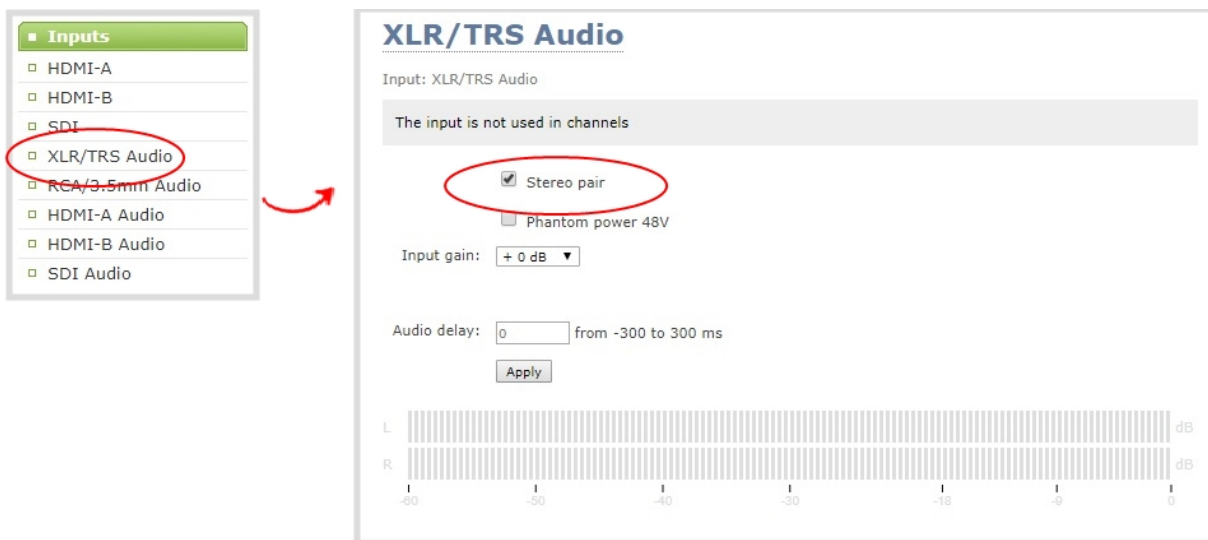 Inputs
HDMI-A
HDMI-B
SDI
XLR/TRS Audio
RCA/3.5mm Audio
HDMI-A Audio
HDMI-B Audio
SDI Audio
XLR/TRS Audio
Input: XLR/TRS Audio
The input is not used in channels
Stereo pair
Phantom power 48V
Input gain: + 0 dB
Audio delay: 0 from -300 to 300 ms
Apply
L dB
R dB
-60 -50 -40 -30 -18 -9 0